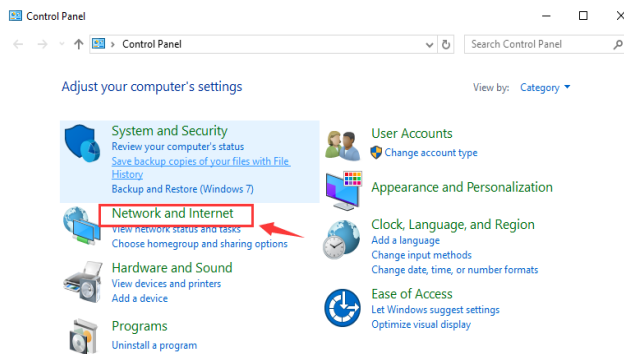 Control Panel
Control Panel
Search Control Panel
Adjust your computer's settings
View by: Category
System and Security
Review your computer's status
Save backup copies of your files with File
History
Backup and Restore (Windows 7)
Network and Internet
View network status and tasks
Choose homegroup and sharing options
Hardware and Sound
View devices and printers
Add a device
Programs
Uninstall a program
User Accounts
Change account type
Appearance and Personalization
Clock, Language, and Region
Add a language
Change input methods
Change date, time, or number formats
Ease of Access
Let Windows suggest settings
Optimize visual display